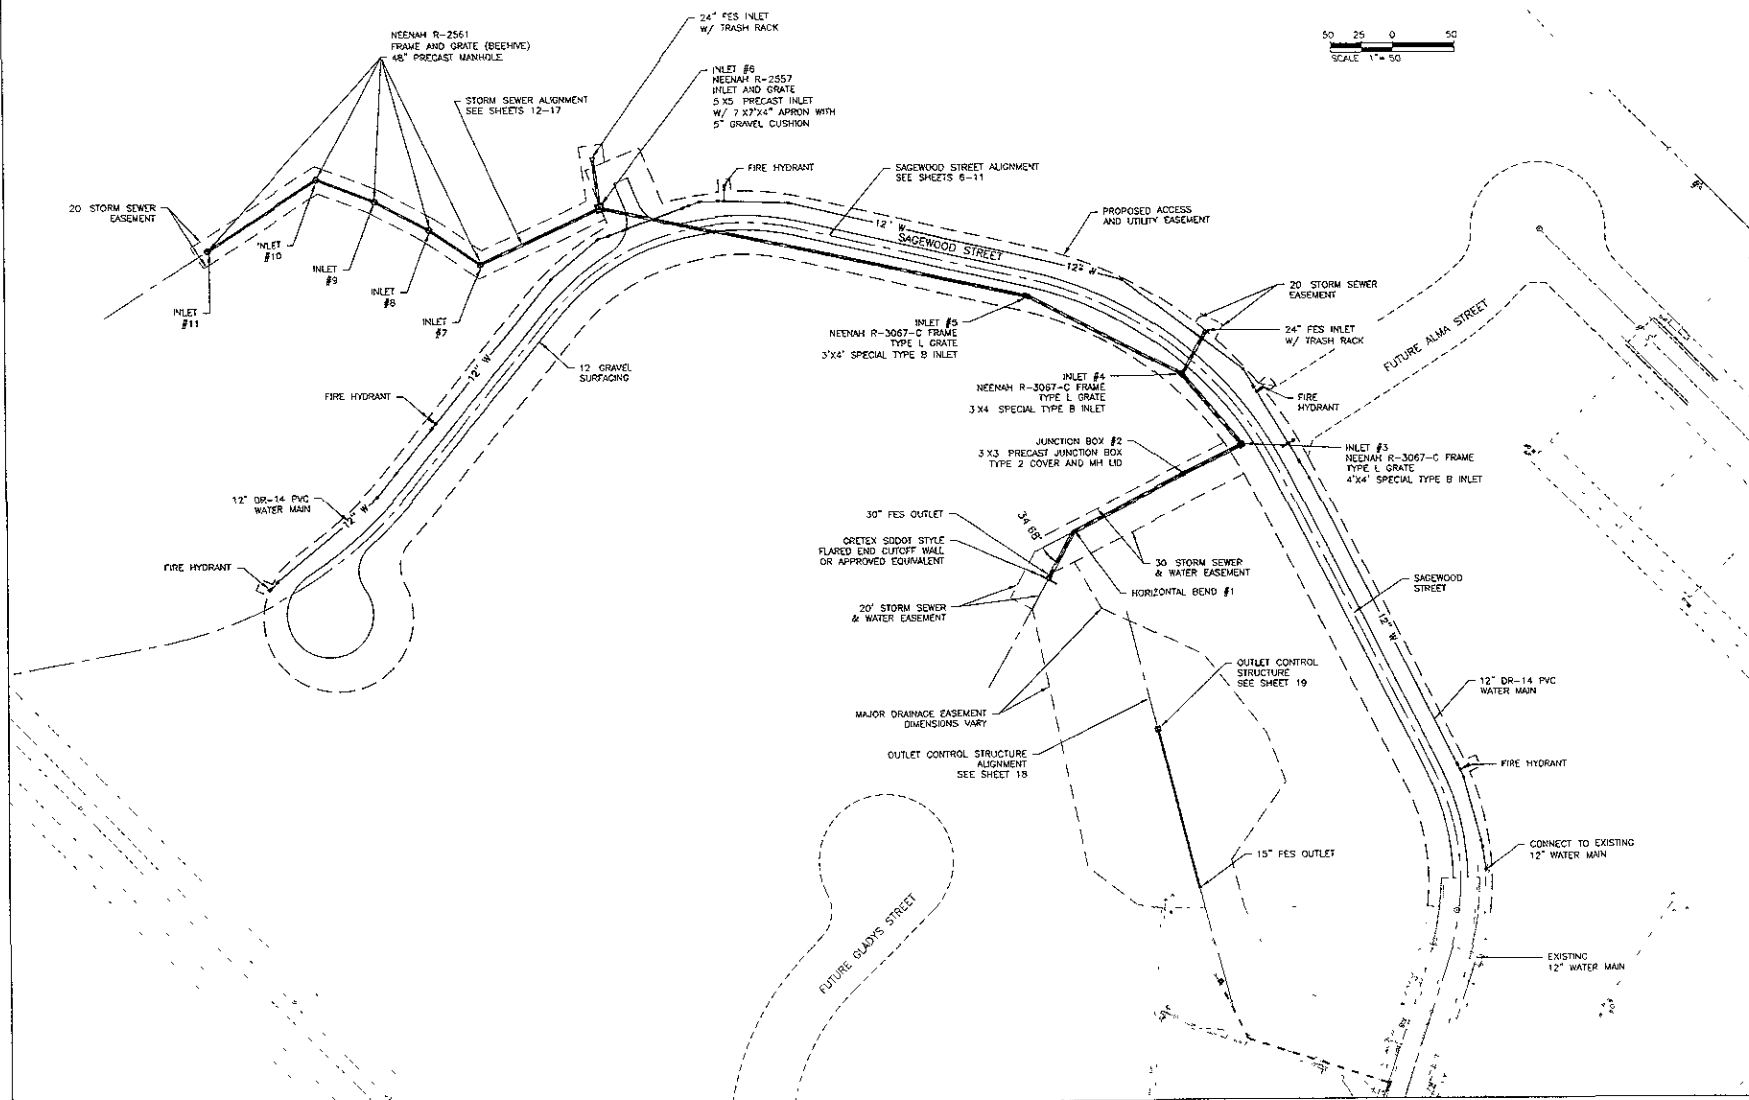 24" FES INLET
W/ TRASH RACK
50 25 0 50
SCALE 1"= 50
NEENAH R-2561
FRAME AND GRATE (BEEHIVE)
48" PRECAST MANHOLE
INLET #6
NEENAH R-2557
INLET AND GRATE
5 X5 PRECAST INLET
W/ 7 X7'X4" APRON WITH
5" GRAVEL CUSHION
STORM SEWER ALIGNMENT
SEE SHEETS 12-17
FIRE HYDRANT
SAGEWOOD STREET ALIGNMENT
SEE SHEETS 6-11
20 STORM SEWER
EASEMENT
PROPOSED ACCESS
AND UTILITY EASEMENT
12" W
SAGEWOOD STREET
12" W
INLET
#10
INLET
#9
INLET
#8
INLET
#11
INLET
#7
20 STORM SEWER
EASEMENT
24" FES INLET
W/ TRASH RACK
FUTURE ALMA STREET
INLET #5
NEENAH R-3067-C FRAME
TYPE L GRATE
3'X4' SPECIAL TYPE B INLET
12" W
12 GRAVEL
SURFACING
INLET #4
NEENAH R-3067-C FRAME
TYPE L GRATE
3 X4 SPECIAL TYPE B INLET
FIRE HYDRANT
FIRE
HYDRANT
JUNCTION BOX #2
3 X3 PRECAST JUNCTION BOX
TYPE 2 COVER AND MH LID
INLET #3
NEENAH R-3067-C FRAME
TYPE L GRATE
4'X4' SPECIAL TYPE B INLET
12" DR-14 PVC
WATER MAIN
12" W
30" FES OUTLET
34 68'
CRETEX SDDOT STYLE
FLARED END CUTOFF WALL
OR APPROVED EQUIVALENT
FIRE HYDRANT
30 STORM SEWER
& WATER EASEMENT
HORIZONTAL BEND #1
SAGEWOOD
STREET
20' STORM SEWER
& WATER EASEMENT
12" W
OUTLET CONTROL
STRUCTURE
SEE SHEET 19
12" DR-14 PVC
WATER MAIN
MAJOR DRAINAGE EASEMENT
DIMENSIONS VARY
OUTLET CONTROL STRUCTURE
ALIGNMENT
SEE SHEET 18
FIRE HYDRANT
15" FES OUTLET
CONNECT TO EXISTING
12" WATER MAIN
FUTURE GLADYS STREET
EXISTING
12" WATER MAIN